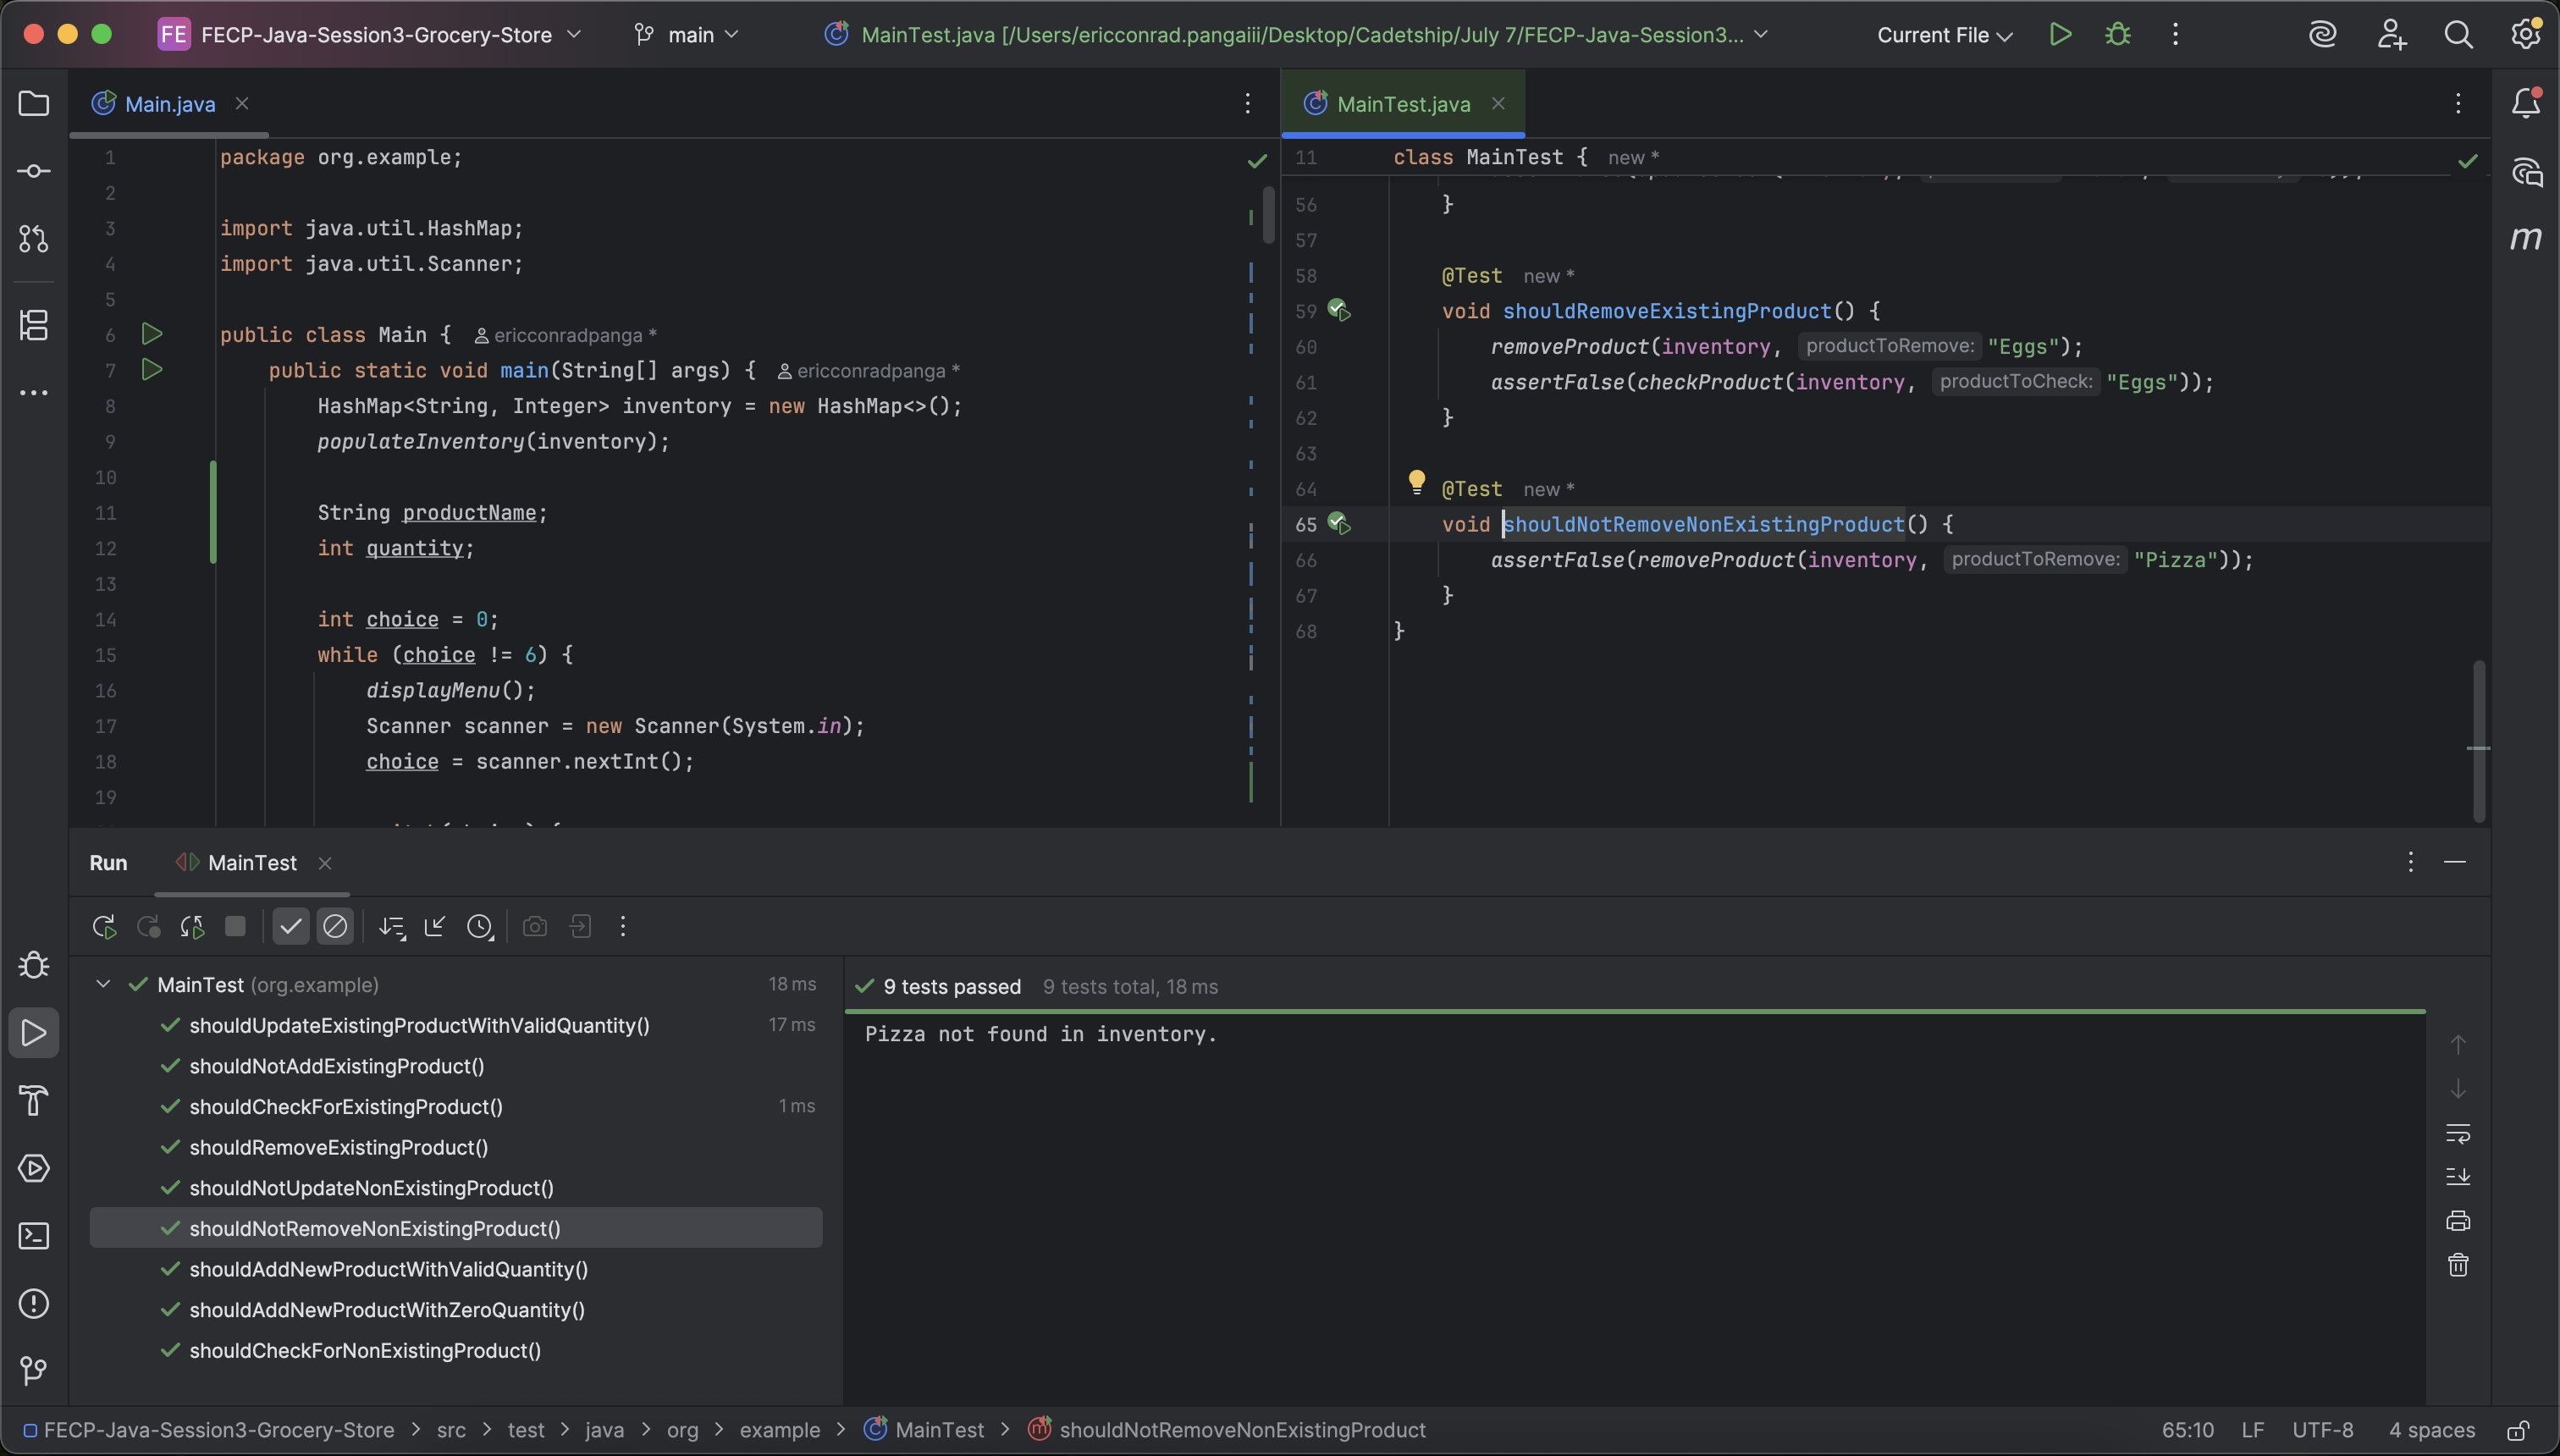 FE FECP-Java-Session3-Grocery-Store main MainTest.java [/Users/ericconrad.pangaiii/Desktop/Cadetship/July 7/FECP-Java-Session3... Current File
Main.java
1 package org.example;
2
3 import java.util.HashMap;
4 import java.util.Scanner;
5
6 public class Main { ericconradpanga *
7 public static void main(String[] args) { ericconradpanga *
8 HashMap<String, Integer> inventory = new HashMap<>();
9 populateInventory(inventory);
10
11 String productName;
12 int quantity;
13
14 int choice = 0;
15 while (choice != 6) {
16 displayMenu();
17 Scanner scanner = new Scanner(System.in);
18 choice = scanner.nextInt();
19
MainTest.java
11 class MainTest { new *
56 }
57
58 @Test new *
59 void shouldRemoveExistingProduct() {
60 removeProduct(inventory, productToRemove: "Eggs");
61 assertFalse(checkProduct(inventory, productToCheck: "Eggs"));
62 }
63
64 @Test new *
65 void shouldNotRemoveNonExistingProduct() {
66 assertFalse(removeProduct(inventory, productToRemove: "Pizza"));
67 }
68 }
m
Run MainTest
MainTest (org.example) 18 ms
shouldUpdateExistingProductWithValidQuantity() 17 ms
shouldNotAddExistingProduct()
shouldCheckForExistingProduct() 1 ms
shouldRemoveExistingProduct()
shouldNotUpdateNonExistingProduct()
shouldNotRemoveNonExistingProduct()
shouldAddNewProductWithValidQuantity()
shouldAddNewProductWithZeroQuantity()
shouldCheckForNonExistingProduct()
9 tests passed 9 tests total, 18 ms
Pizza not found in inventory.
FECP-Java-Session3-Grocery-Store > src > test > java > org > example > MainTest > shouldNotRemoveNonExistingProduct 65:10 LF UTF-8 4 spaces